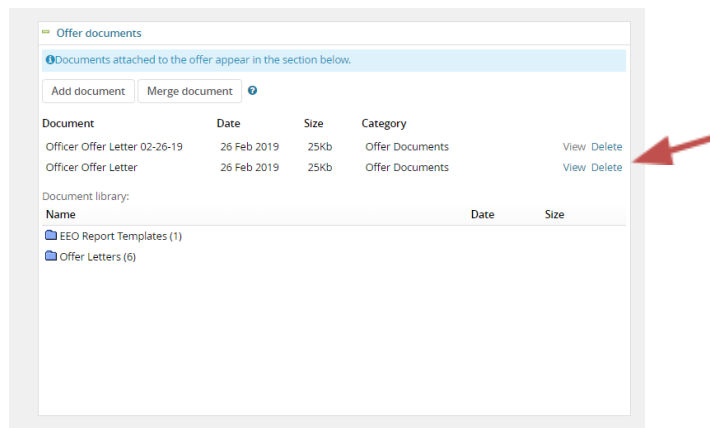 Offer documents
Documents attached to the offer appear in the section below.
Add document Merge document ?
Document Date Size Category
Officer Offer Letter 02-26-19 26 Feb 2019 25Kb Offer Documents View Delete
Officer Offer Letter 26 Feb 2019 25Kb Offer Documents View Delete
Document library:
Name Date Size
EEO Report Templates (1)
Offer Letters (6)